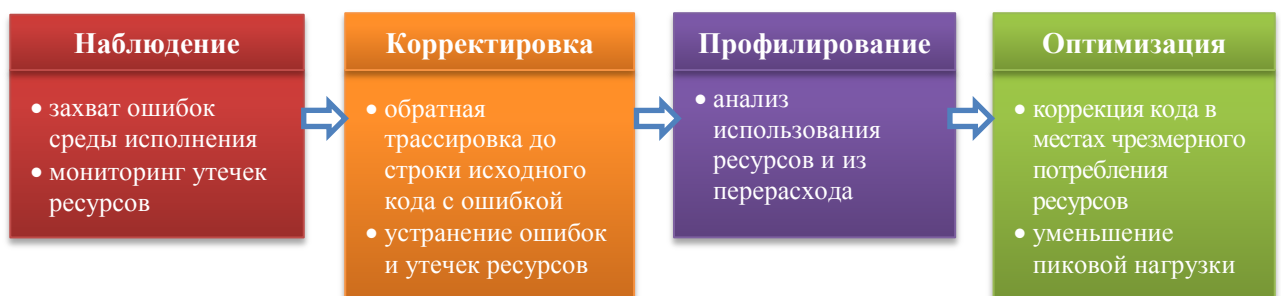 Наблюдение
• захват ошибок
среды исполнения
• мониторинг утечек
ресурсов
Корректировка
• обратная
трассировка до
строки исходного
кода с ошибкой
• устранение ошибок
и утечек ресурсов
Профилирование
• анализ
использования
ресурсов и из
перерасхода
Оптимизация
• коррекция кода в
местах чрезмерного
потребления
ресурсов
• уменьшение
пиковой нагрузки